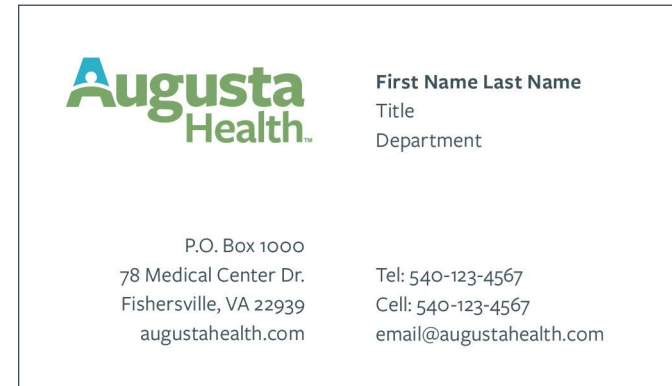 Augusta
Health™
First Name Last Name
Title
Department
P.O. Box 1000
78 Medical Center Dr.
Fishersville, VA 22939
augustahealth.com
Tel: 540-123-4567
Cell: 540-123-4567
email@augustahealth.com